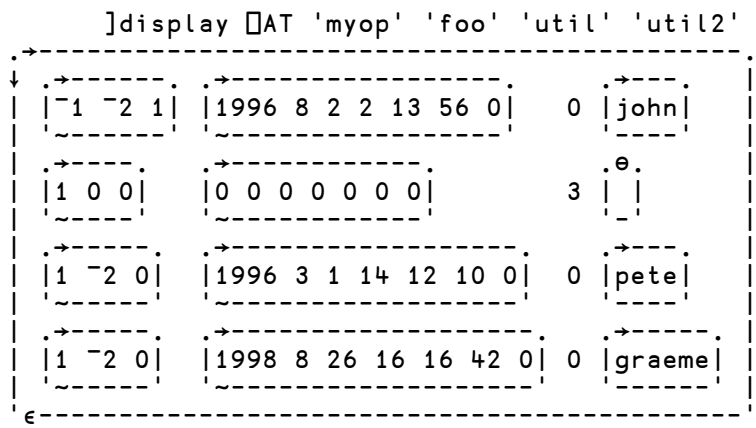 ]display ⎕AT 'myop' 'foo' 'util' 'util2'
.→----------------------------------------------.
↓ .→------. .→-----------------.     .→---.     |
| |¯1 ¯2 1| |1996 8 2 2 13 56 0|   0 |john|     |
| '~------' '~-----------------'     '----'     |
| .→----.   .→------------.          .⊖.        |
| |1 0 0|   |0 0 0 0 0 0 0|        3 | |        |
| '~----'   '~------------'          '-'        |
| .→-----.  .→------------------.    .→---.     |
| |1 ¯2 0|  |1996 3 1 14 12 10 0|  0 |pete|     |
| '~-----'  '~------------------'    '----'     |
| .→-----.  .→-------------------.   .→-----.   |
| |1 ¯2 0|  |1998 8 26 16 16 42 0| 0 |graeme|   |
| '~-----'  '~-------------------'   '------'   |
'∊----------------------------------------------'